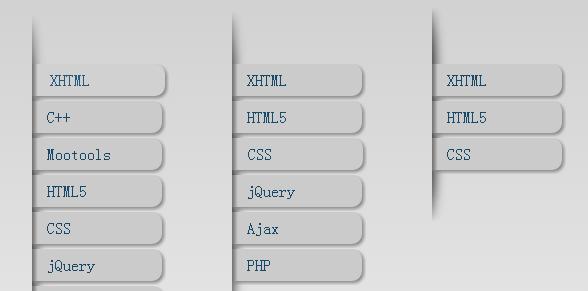 XHTML
C++
Mootools
HTML5
CSS
jQuery
XHTML
HTML5
CSS
jQuery
Ajax
PHP
XHTML
HTML5
CSS